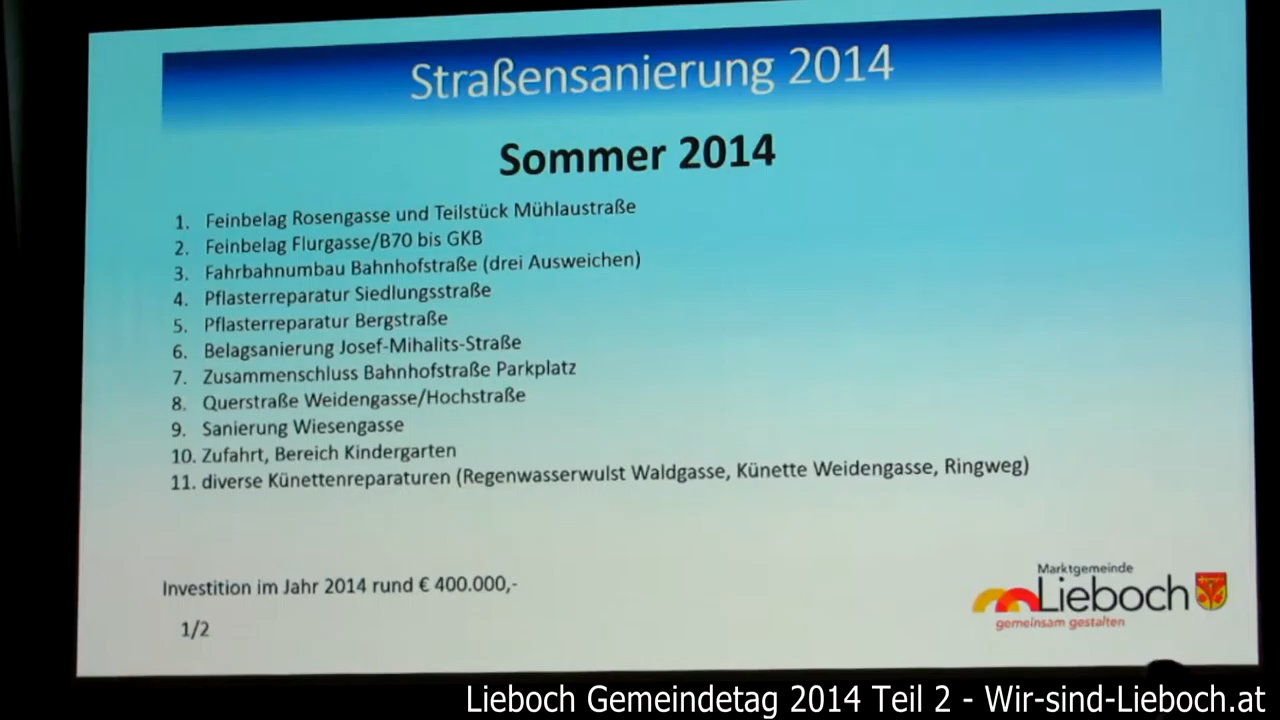 Straßensanierung 2014
Sommer 2014
1. Feinbelag Rosengasse und Teilstück Mühlaustraße
2. Feinbelag Flurgasse/B70 bis GKB
3. Fahrbahnumbau Bahnhofstraße (drei Ausweichen)
4. Pflasterreparatur Siedlungsstraße
5. Pflasterreparatur Bergstraße
6. Belagsanierung Josef-Mihalits-Straße
7. Zusammenschluss Bahnhofstraße Parkplatz
8. Querstraße Weidengasse/Hochstraße
9. Sanierung Wiesengasse
10. Zufahrt, Bereich Kindergarten
11. diverse Künettenreparaturen (Regenwasserwulst Waldgasse, Künette Weidengasse, Ringweg)
Investition im Jahr 2014 rund € 400.000,-
1/2
Marktgemeinde
Lieboch
gemeinsam gestalten
Lieboch Gemeindetag 2014 Teil 2 - Wir-sind-Lieboch.at